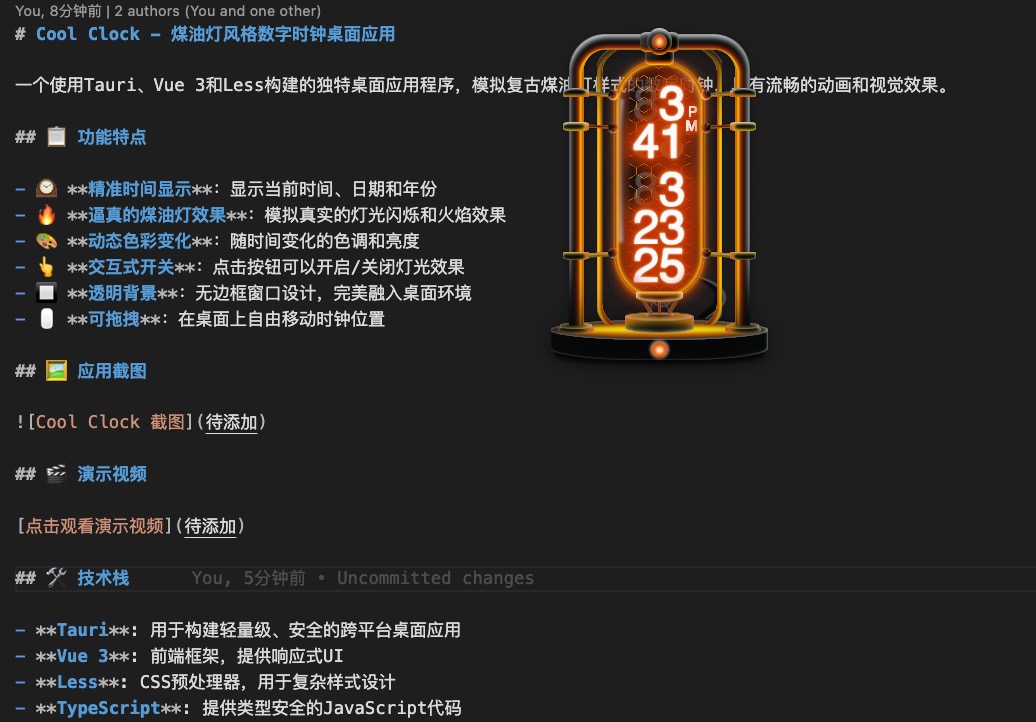 You, 8分钟前 | 2 authors (You and one other)
# Cool Clock - 煤油灯风格数字时钟桌面应用
一个使用Tauri、Vue 3和Less构建的独特桌面应用程序，模拟复古煤油灯样式的 钟，有流畅的动画和视觉效果。
## 📋 功能特点
- 🕰️ **精准时间显示**: 显示当前时间、日期和年份
- 🔥 **逼真的煤油灯效果**: 模拟真实的灯光闪烁和火焰效果
- 🎨 **动态色彩变化**: 随时间变化的色调和亮度
- 👆 **交互式开关**: 点击按钮可以开启/关闭灯光效果
- 🔲 **透明背景**: 无边框窗口设计，完美融入桌面环境
- 🖱️ **可拖拽**: 在桌面上自由移动时钟位置
## 🖼️ 应用截图
![Cool Clock 截图](待添加)
## 🎬 演示视频
[点击观看演示视频](待添加)
## 🛠️ 技术栈 You, 5分钟前 • Uncommitted changes
- **Tauri**: 用于构建轻量级、安全的跨平台桌面应用
- **Vue 3**: 前端框架，提供响应式UI
- **Less**: CSS预处理器，用于复杂样式设计
- **TypeScript**: 提供类型安全的JavaScript代码
3
PM
41
3
23
25